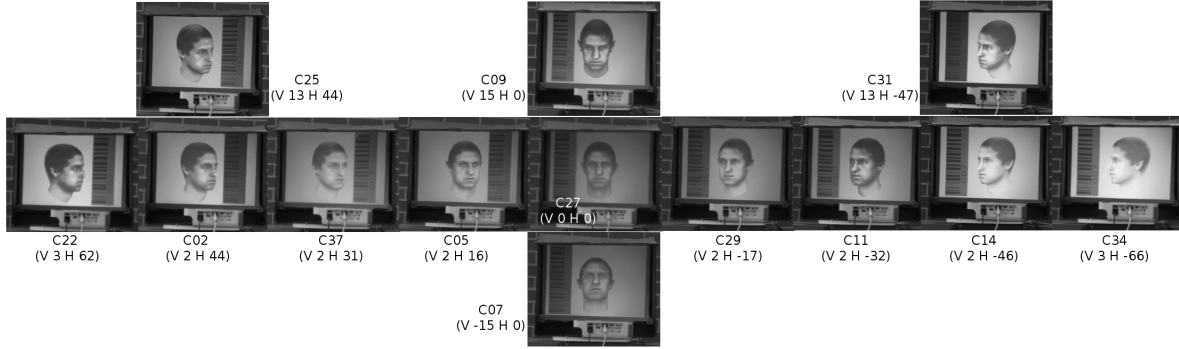 C25
(V 13 H 44)
C09
(V 15 H 0)
C31
(V 13 H -47)
C27
(V 0 H 0)
C22
(V 3 H 62)
C02
(V 2 H 44)
C37
(V 2 H 31)
C05
(V 2 H 16)
C29
(V 2 H -17)
C11
(V 2 H -32)
C14
(V 2 H -46)
C34
(V 3 H -66)
C07
(V -15 H 0)